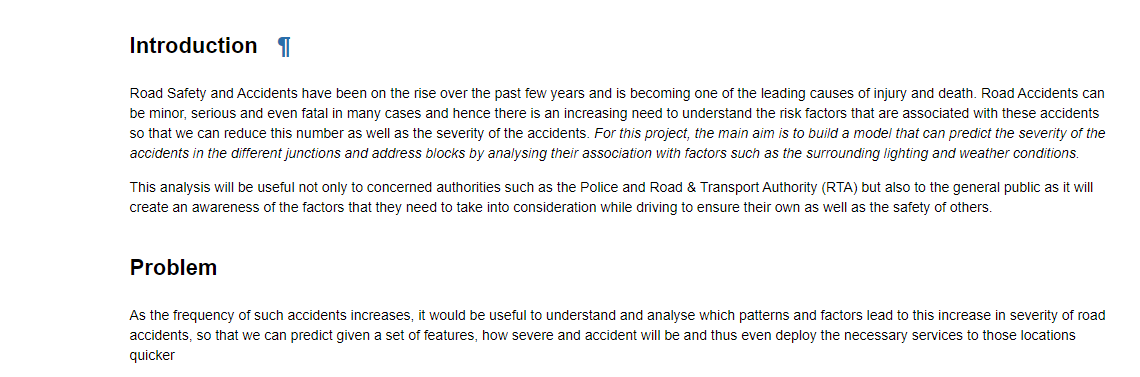 Introduction ¶
Road Safety and Accidents have been on the rise over the past few years and is becoming one of the leading causes of injury and death. Road Accidents can
be minor, serious and even fatal in many cases and hence there is an increasing need to understand the risk factors that are associated with these accidents
so that we can reduce this number as well as the severity of the accidents. For this project, the main aim is to build a model that can predict the severity of the
accidents in the different junctions and address blocks by analysing their association with factors such as the surrounding lighting and weather conditions.
This analysis will be useful not only to concerned authorities such as the Police and Road & Transport Authority (RTA) but also to the general public as it will
create an awareness of the factors that they need to take into consideration while driving to ensure their own as well as the safety of others.
Problem
As the frequency of such accidents increases, it would be useful to understand and analyse which patterns and factors lead to this increase in severity of road
accidents, so that we can predict given a set of features, how severe and accident will be and thus even deploy the necessary services to those locations
quicker